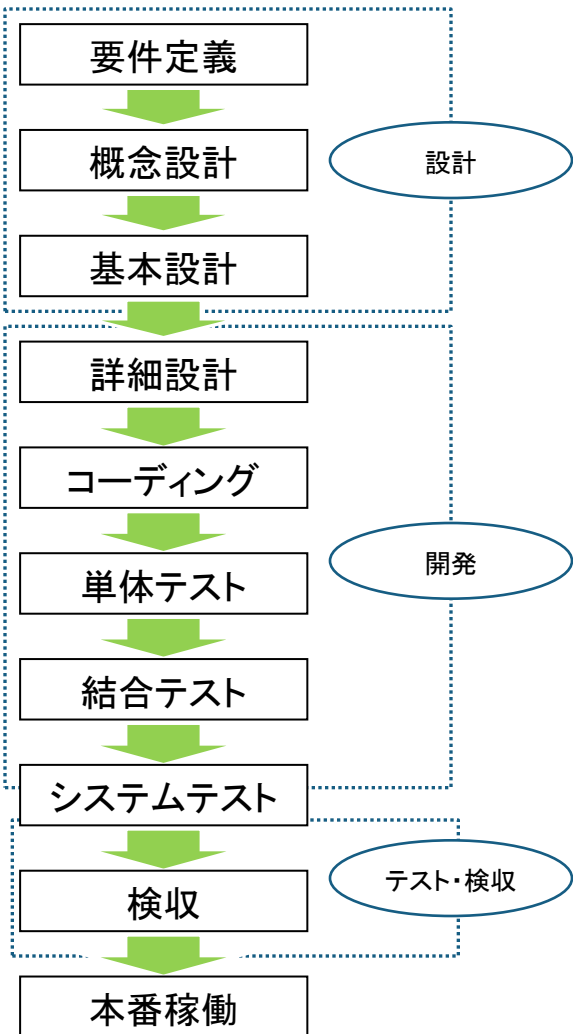 要件定義
概念設計
設計
基本設計
詳細設計
コーディング
単体テスト
開発
結合テスト
システムテスト
検収
テスト・検収
本番稼働